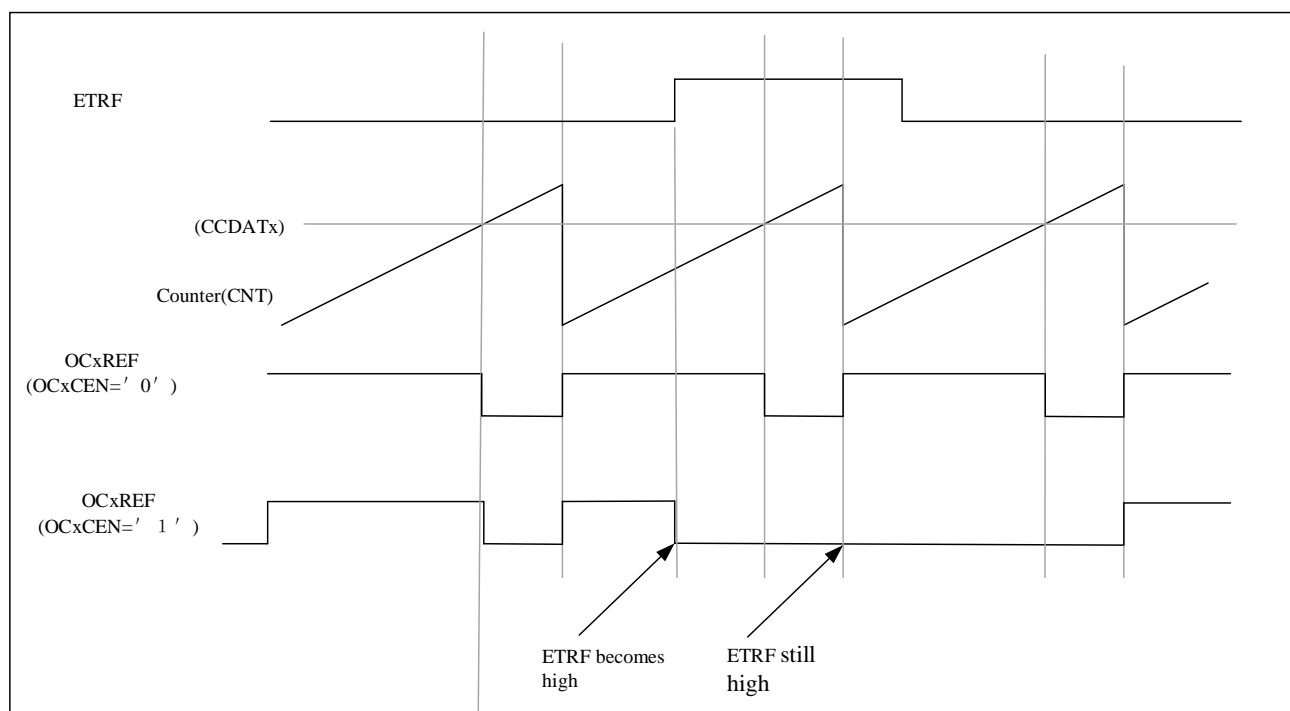 ETRF
(CCDATx)
Counter(CNT)
OCxREF
(OCxCEN=′ 0′ )
OCxREF
(OCxCEN=′ 1 ′ )
ETRF becomes
high
ETRF still
high